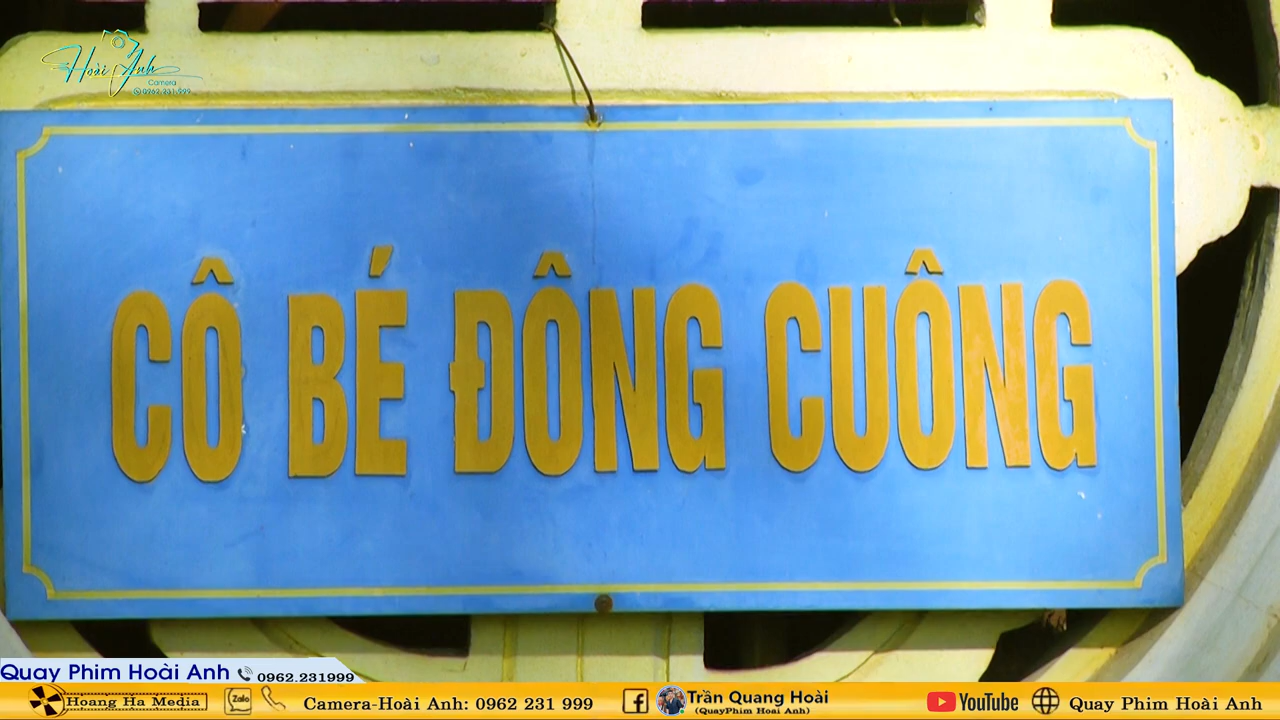 Hoài Anh
Camera
0962.231.999
CÔ BÉ ĐÔNG CUÔNG
Quay Phim Hoài Anh 0962.231999
Hoang Ha Media Zalo Camera-Hoài Anh: 0962 231 999 Trần Quang Hoài YouTube Quay Phim Hoài Anh
(QuayPhim Hoai Anh)